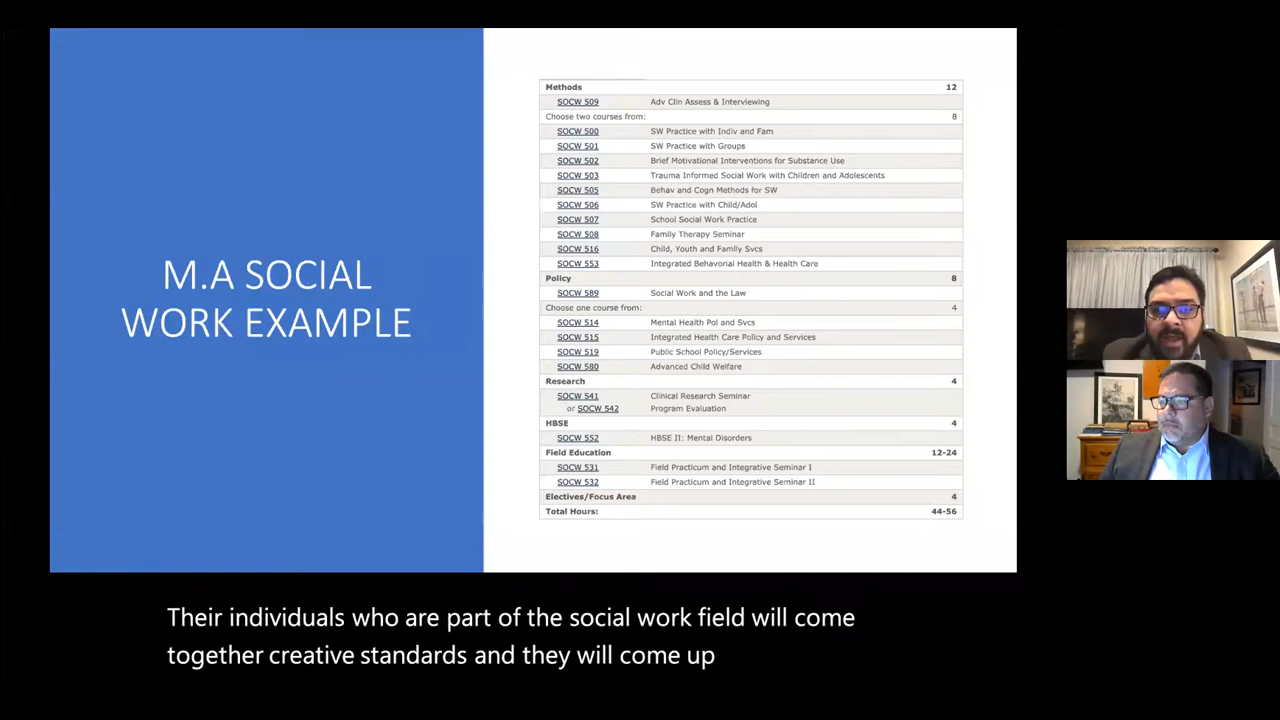 M.A SOCIAL
WORK EXAMPLE
Methods 12
SOCW 509 Adv Clin Assess & Interviewing
Choose two courses from: 8
SOCW 500 SW Practice with Indiv and Fam
SOCW 501 SW Practice with Groups
SOCW 502 Brief Motivational Interventions for Substance Use
SOCW 503 Trauma Informed Social Work with Children and Adolescents
SOCW 505 Behav and Cogn Methods for SW
SOCW 506 SW Practice with Child/Adol
SOCW 507 School Social Work Practice
SOCW 508 Family Therapy Seminar
SOCW 516 Child, Youth and Family Svcs
SOCW 553 Integrated Behavorial Health & Health Care
Policy 8
SOCW 589 Social Work and the Law
Choose one course from: 4
SOCW 514 Mental Health Pol and Svcs
SOCW 515 Integrated Health Care Policy and Services
SOCW 519 Public School Policy/Services
SOCW 580 Advanced Child Welfare
Research 4
SOCW 541 Clinical Research Seminar
or SOCW 542 Program Evaluation
HBSE 4
SOCW 552 HBSE II: Mental Disorders
Field Education 12-24
SOCW 531 Field Practicum and Integrative Seminar I
SOCW 532 Field Practicum and Integrative Seminar II
Electives/Focus Area 4
Total Hours: 44-56
Their individuals who are part of the social work field will come
together creative standards and they will come up